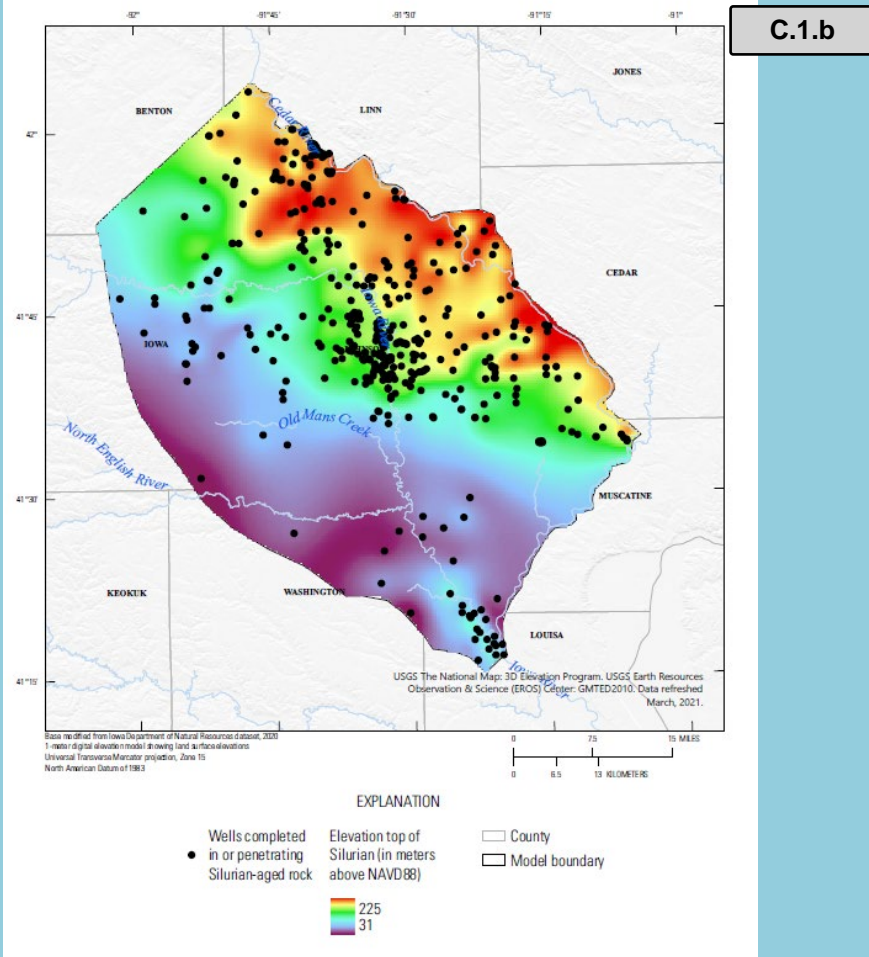 C.1.b
-92° -91°45' -91°30' -91°15' -91°
JONES
BENTON
LINN
Cedar
42°
CEDAR
41°45'
Iowa
IOWA
Old Mans Creek
North English River
41°30'
MUSCATINE
KEOKUK
WASHINGTON
LOUISA
Iowa River
41°15'
USGS The National Map: 3D Elevation Program. USGS Earth Resources
Observation & Science (EROS) Center: GMTED2010. Data refreshed
March, 2021.
Base modified from Iowa Department of Natural Resources dataset, 2020
1-meter digital elevation model showing land surface elevations
Universal Transverse Mercator projection, Zone 15
North American Datum of 1983
0 7.5 15 MILES
0 6.5 13 KILOMETERS
EXPLANATION
Wells completed
in or penetrating
Silurian-aged rock
Elevation top of
Silurian (in meters
above NAVD88)
225
31
County
Model boundary